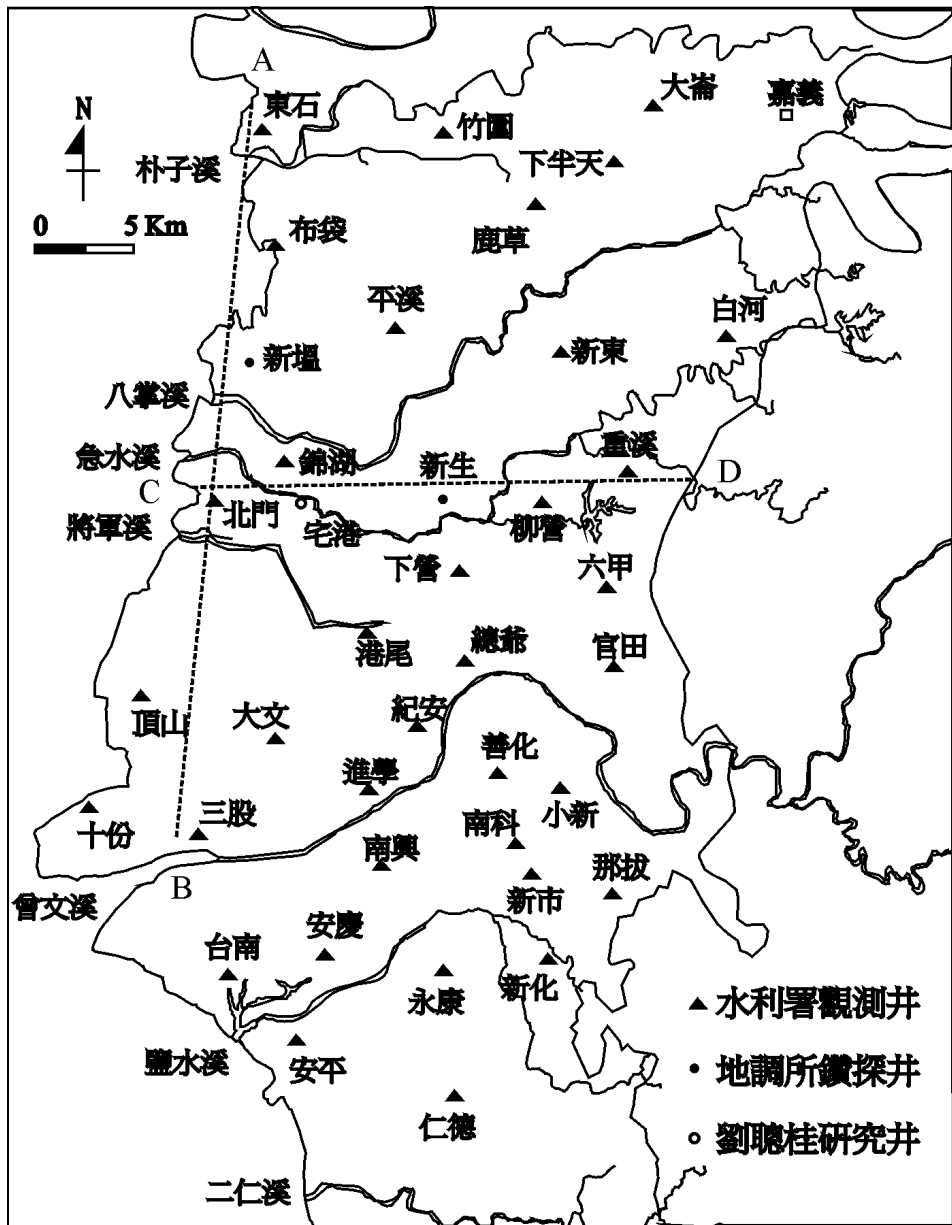 A
東石
大崙
嘉義
N
竹圍
下半天
朴子溪
0 5 Km
布袋
鹿草
平溪
白河
新塭
新東
八掌溪
急水溪
錦湖
新生
重溪
C
D
北門
宅港
柳營
將軍溪
下營
六甲
港尾
總爺
官田
頂山
大文
紀安
善化
進學
小新
十份
三股
南科
南興
那拔
曾文溪
B
新市
台南
安慶
永康
新化
水利署觀測井
鹽水溪
安平
地調所鑽探井
仁德
劉聰桂研究井
二仁溪